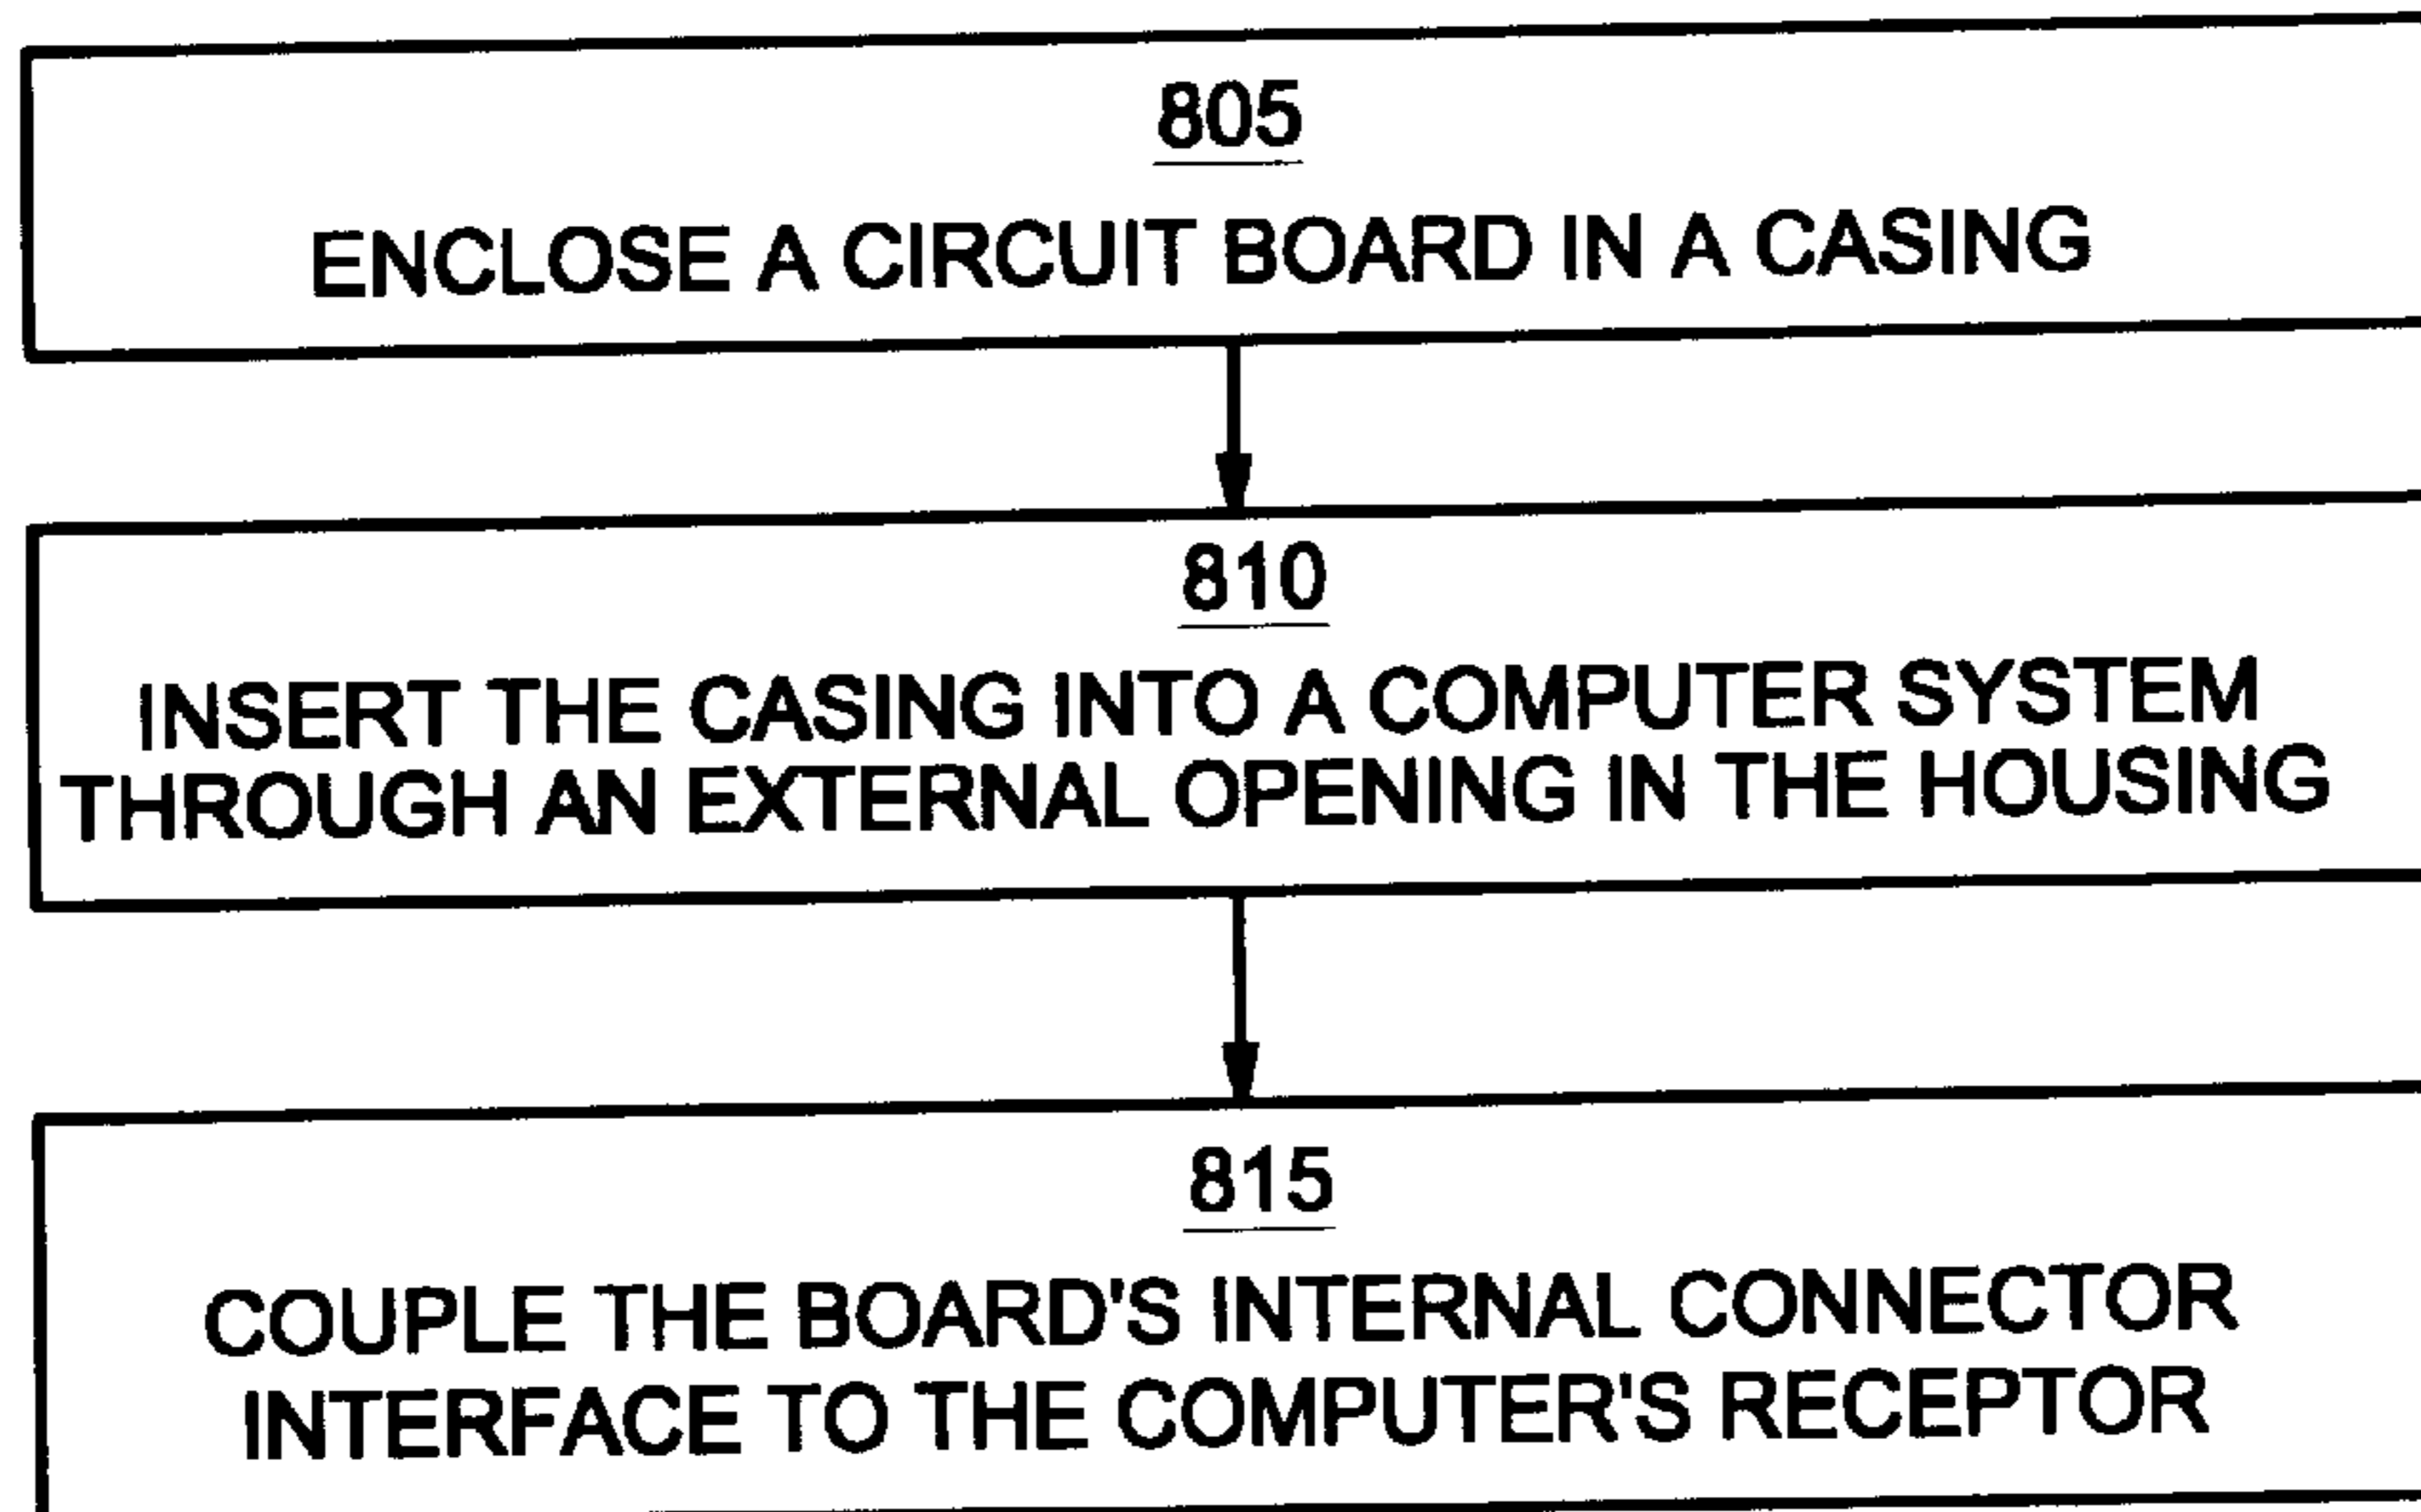 805
ENCLOSE A CIRCUIT BOARD IN A CASING
810
INSERT THE CASING INTO A COMPUTER SYSTEM
THROUGH AN EXTERNAL OPENING IN THE HOUSING
815
COUPLE THE BOARD'S INTERNAL CONNECTOR
INTERFACE TO THE COMPUTER'S RECEPTOR